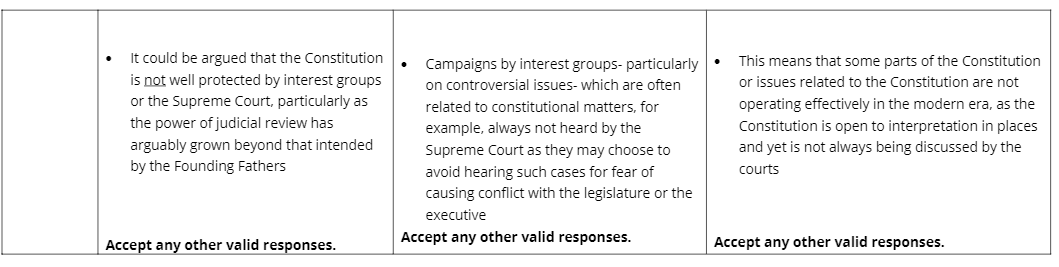 • It could be argued that the Constitution
is not well protected by interest groups
or the Supreme Court, particularly as
the power of judicial review has
arguably grown beyond that intended
by the Founding Fathers
Accept any other valid responses.
• Campaigns by interest groups- particularly
on controversial issues- which are often
related to constitutional matters, for
example, always not heard by the
Supreme Court as they may choose to
avoid hearing such cases for fear of
causing conflict with the legislature or the
executive
Accept any other valid responses.
• This means that some parts of the Constitution
or issues related to the Constitution are not
operating effectively in the modern era, as the
Constitution is open to interpretation in places
and yet is not always being discussed by the
courts
Accept any other valid responses.